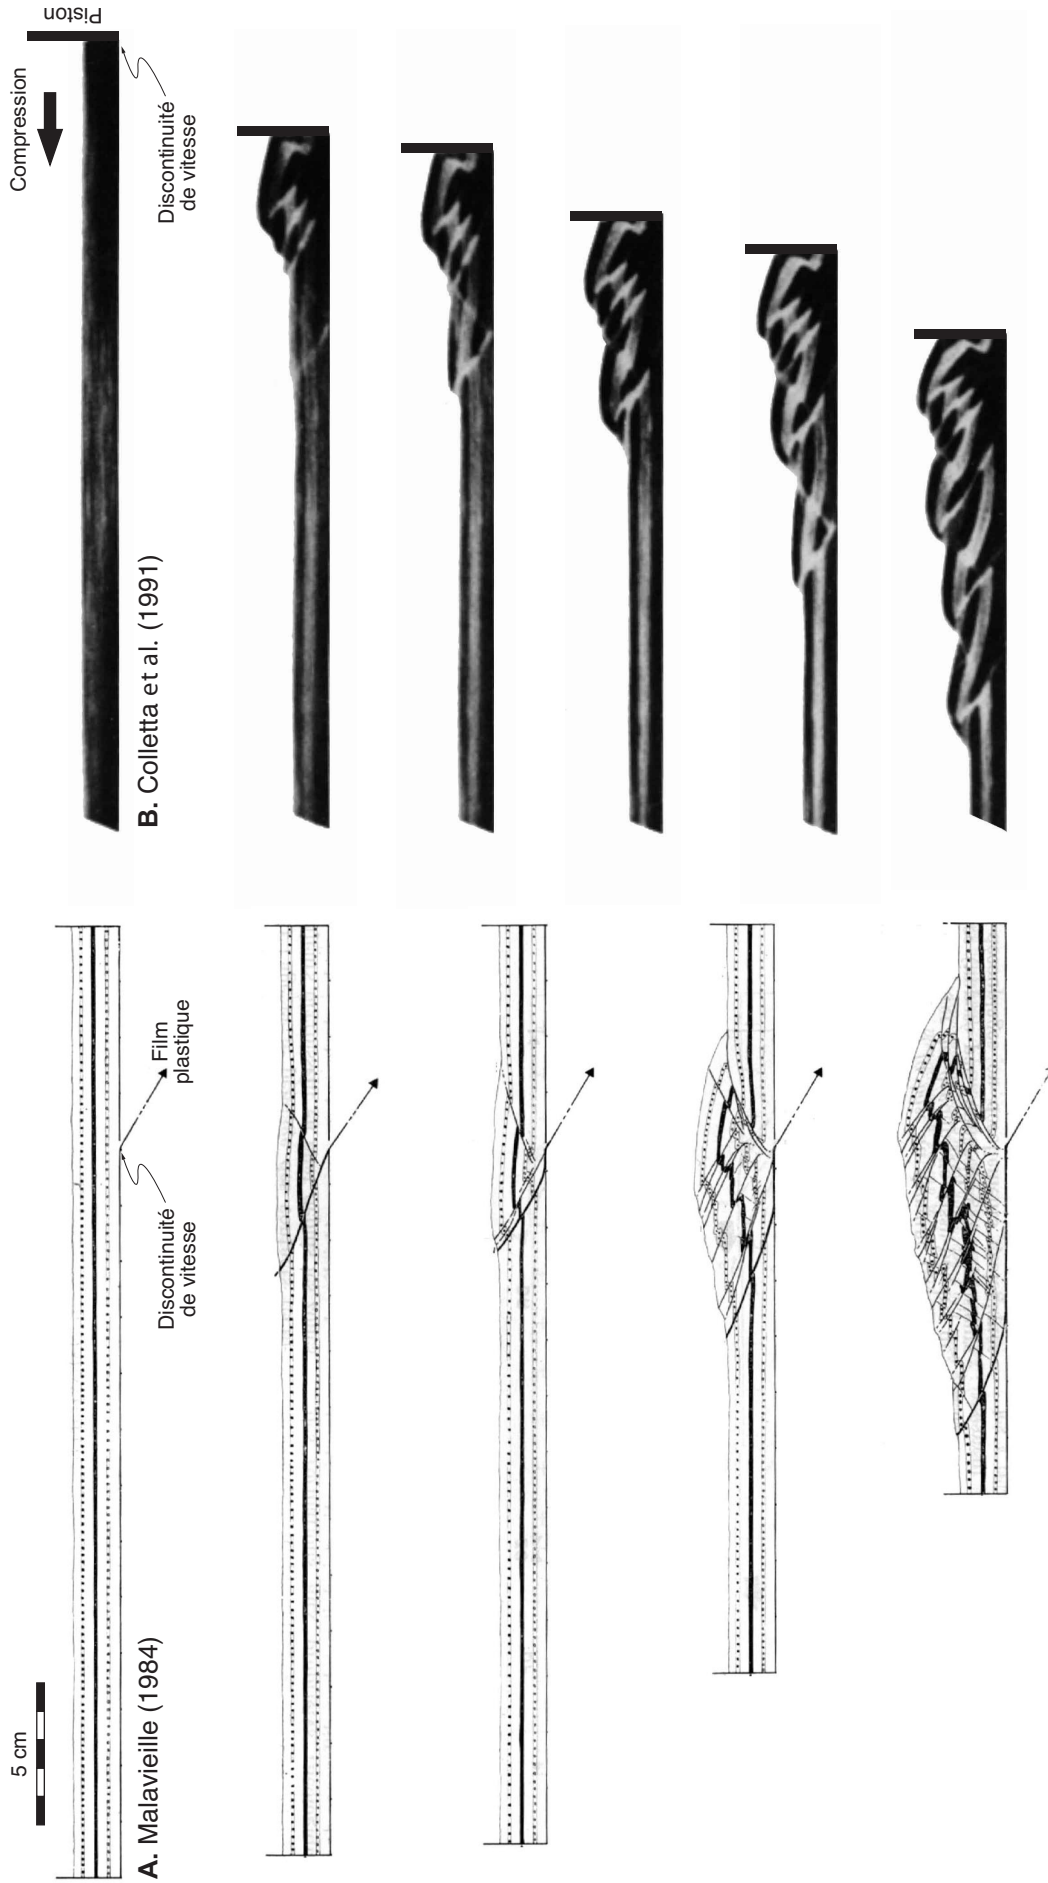 5 cm
A. Malavieille (1984)
Discontinuité
de vitesse
Film
plastique
B. Colletta et al. (1991)
Compression
Piston
Discontinuité
de vitesse